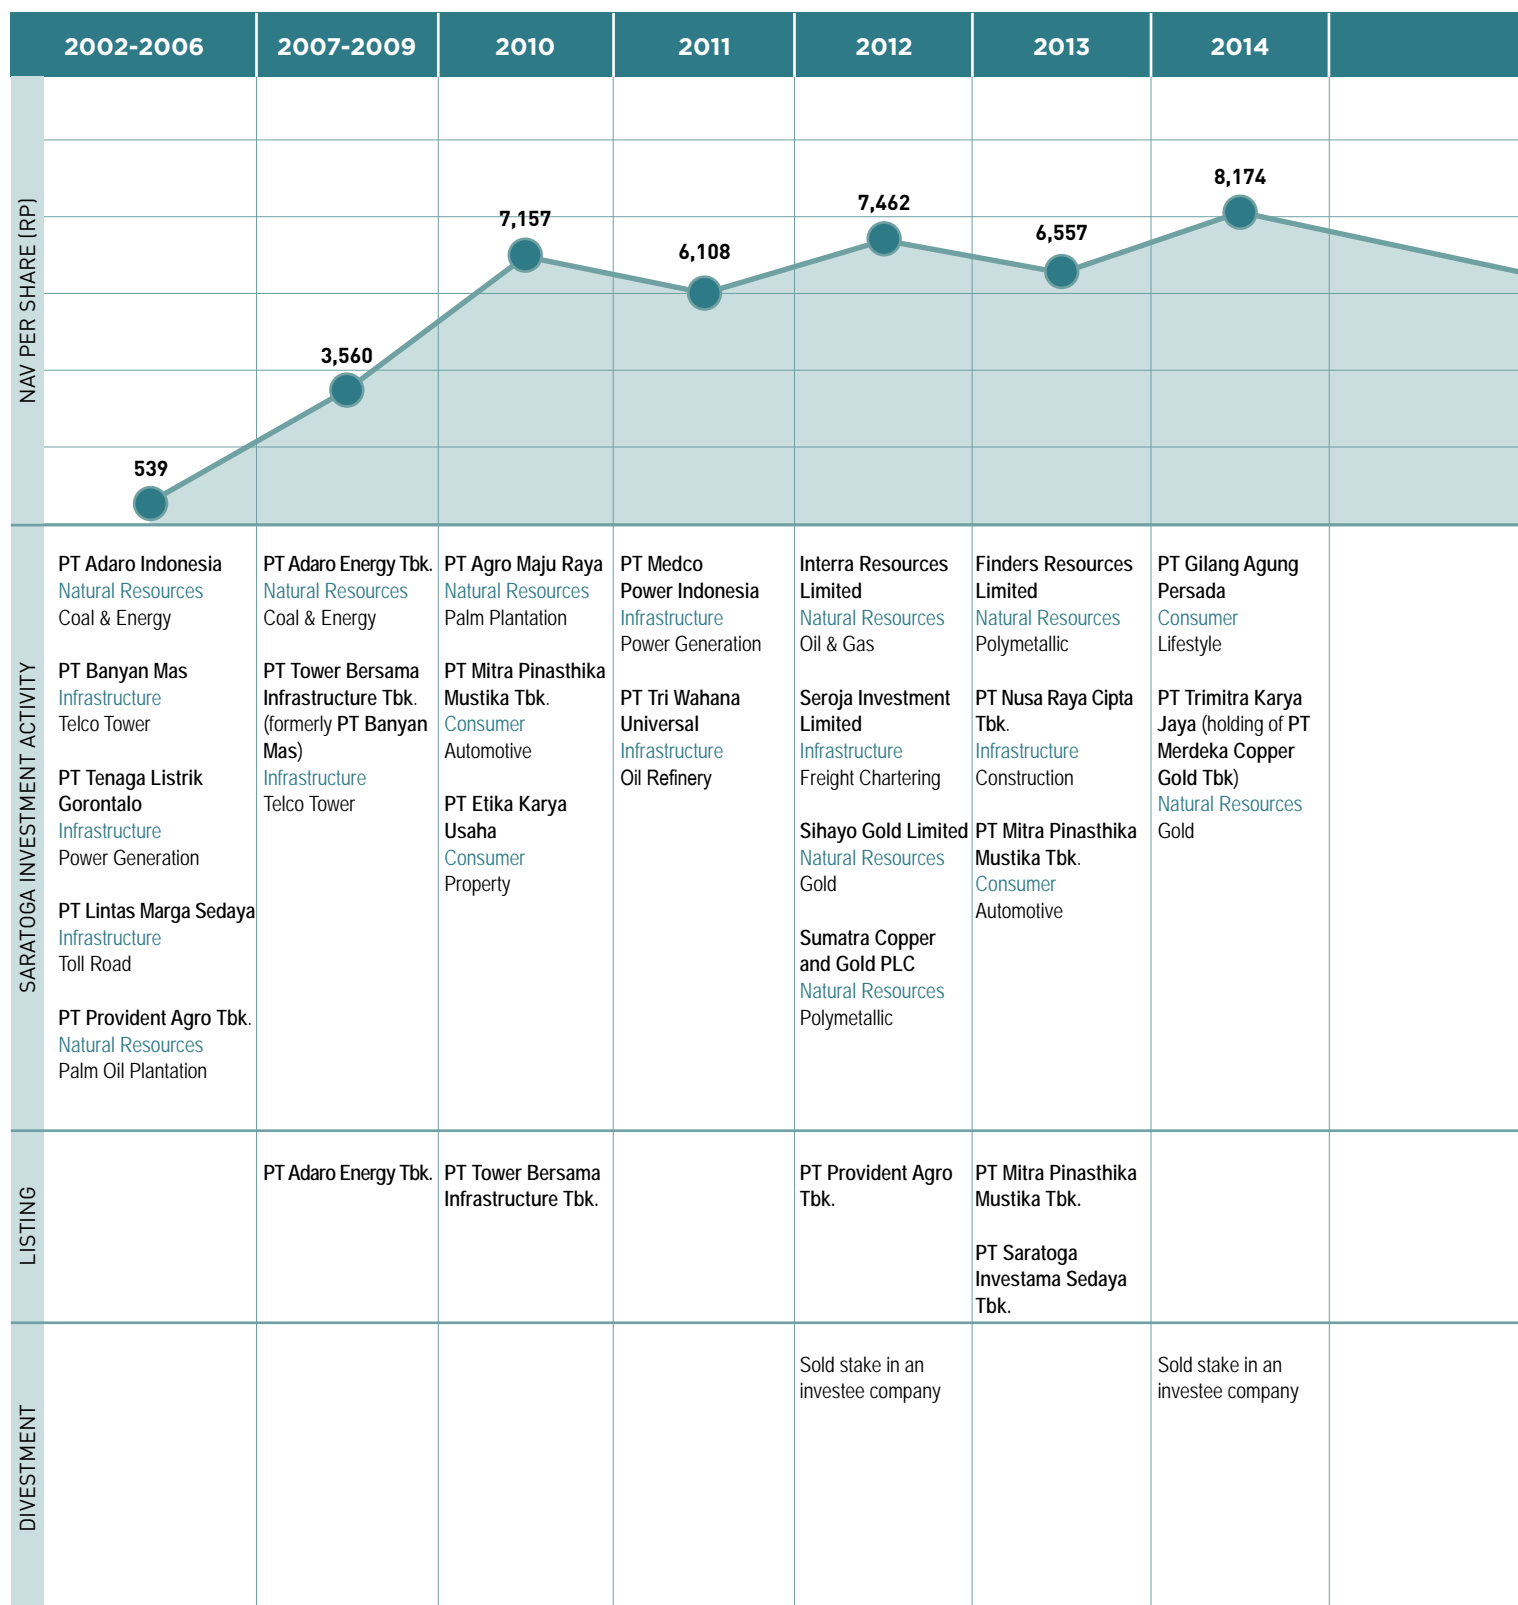 2002-2006
2007-2009
2010
2011
2012
2013
2014
NAV PER SHARE (RP)
539
3,560
7,157
6,108
7,462
6,557
8,174
SARATOGA INVESTMENT ACTIVITY
PT Adaro Indonesia
Natural Resources
Coal & Energy
PT Banyan Mas
Infrastructure
Telco Tower
PT Tenaga Listrik
Gorontalo
Infrastructure
Power Generation
PT Lintas Marga Sedaya
Infrastructure
Toll Road
PT Provident Agro Tbk.
Natural Resources
Palm Oil Plantation
PT Adaro Energy Tbk.
Natural Resources
Coal & Energy
PT Tower Bersama
Infrastructure Tbk.
(formerly PT Banyan
Mas)
Infrastructure
Telco Tower
PT Agro Maju Raya
Natural Resources
Palm Plantation
PT Mitra Pinasthika
Mustika Tbk.
Consumer
Automotive
PT Etika Karya
Usaha
Consumer
Property
PT Medco
Power Indonesia
Infrastructure
Power Generation
PT Tri Wahana
Universal
Infrastructure
Oil Refinery
Interra Resources
Limited
Natural Resources
Oil & Gas
Seroja Investment
Limited
Infrastructure
Freight Chartering
Sihayo Gold Limited
Natural Resources
Gold
Sumatra Copper
and Gold PLC
Natural Resources
Polymetallic
Finders Resources
Limited
Natural Resources
Polymetallic
PT Nusa Raya Cipta
Tbk.
Infrastructure
Construction
PT Mitra Pinasthika
Mustika Tbk.
Consumer
Automotive
PT Gilang Agung
Persada
Consumer
Lifestyle
PT Trimitra Karya
Jaya (holding of PT
Merdeka Copper
Gold Tbk)
Natural Resources
Gold
LISTING
PT Adaro Energy Tbk.
PT Tower Bersama
Infrastructure Tbk.
PT Provident Agro
Tbk.
PT Mitra Pinasthika
Mustika Tbk.
PT Saratoga
Investama Sedaya
Tbk.
DIVESTMENT
Sold stake in an
investee company
Sold stake in an
investee company